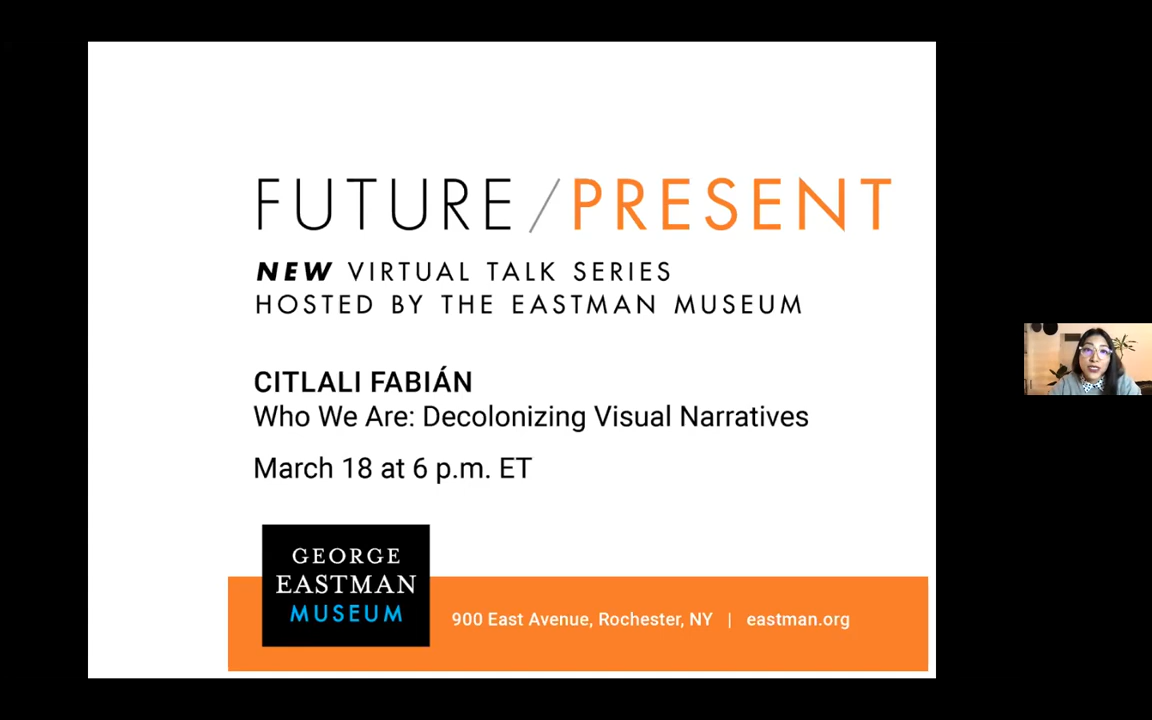 FUTURE/PRESENT
NEW VIRTUAL TALK SERIES
HOSTED BY THE EASTMAN MUSEUM
CITLALI FABIÁN
Who We Are: Decolonizing Visual Narratives
March 18 at 6 p.m. ET
GEORGE
EASTMAN
MUSEUM
900 East Avenue, Rochester, NY | eastman.org